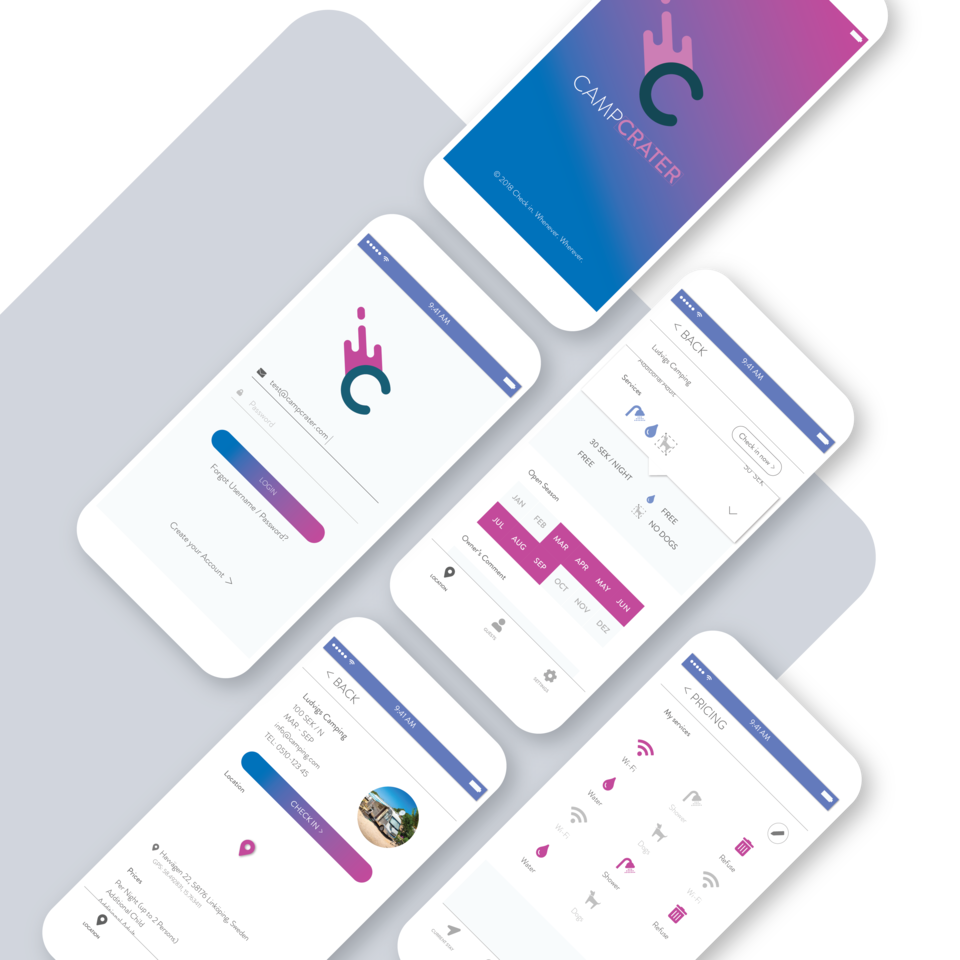 CAMPCRATER
© 2018 Check in. Whenever. Wherever.
9:41 AM
test@campcrater.com
Password
LOGIN
Forgot Username / Password?
Create your Account >
9:41 AM
< BACK
Ludvigs Camping
Services
Check in now >
30 SEK / NIGHT
FREE
FREE
NO DOGS
Open Season
JAN FEB MAR APR MAY JUN
JUL AUG SEP OCT NOV DEZ
Owner's Comment
LOCATION
GUESTS
SETTINGS
9:41 AM
< BACK
Ludvigs Camping
100 SEK / N
MAR - SEP
info@camping.com
TEL: 0510-123 45
CHECK IN >
Location
Havvägen 22, 58176 Linköping, Sweden
Prices
Per Night (up to 2 Persons)
Additional Child
LOCATION
9:41 AM
< PRICING
My services
Wi-Fi
Shower
Refuse
Water
Dogs
Wi-Fi
Wi-Fi
Shower
Refuse
Water
Dogs